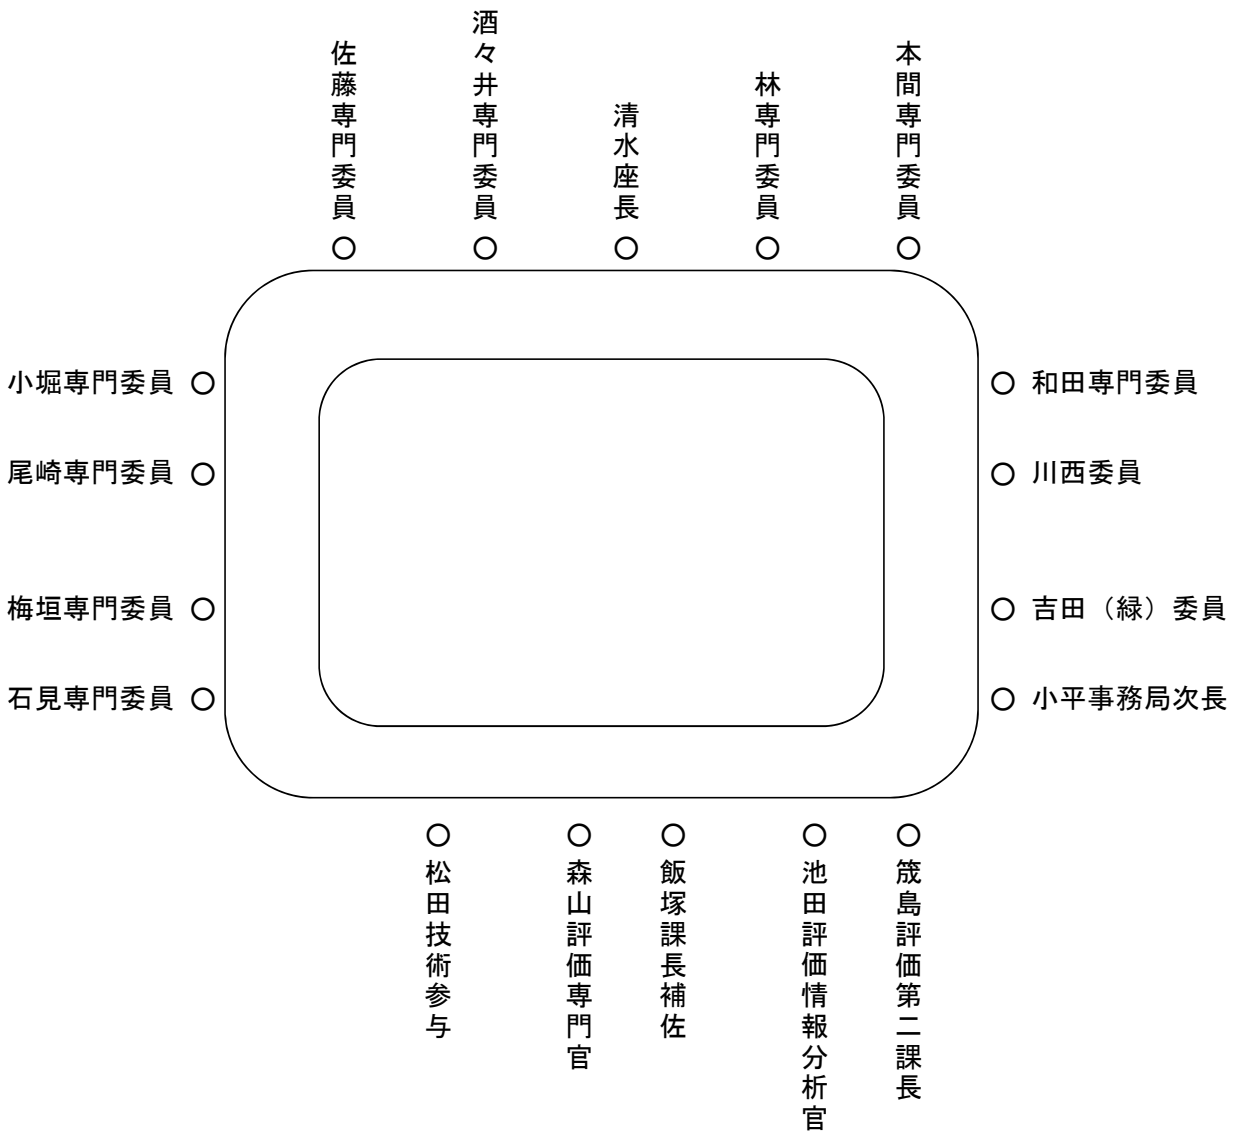 佐藤専門委員
酒々井専門委員
清水座長
林専門委員
本間専門委員
小堀専門委員
和田専門委員
尾崎専門委員
川西委員
梅垣専門委員
吉田（緑）委員
石見専門委員
小平事務局次長
松田技術参与
森山評価専門官
飯塚課長補佐
池田評価情報分析官
筬島評価第二課長